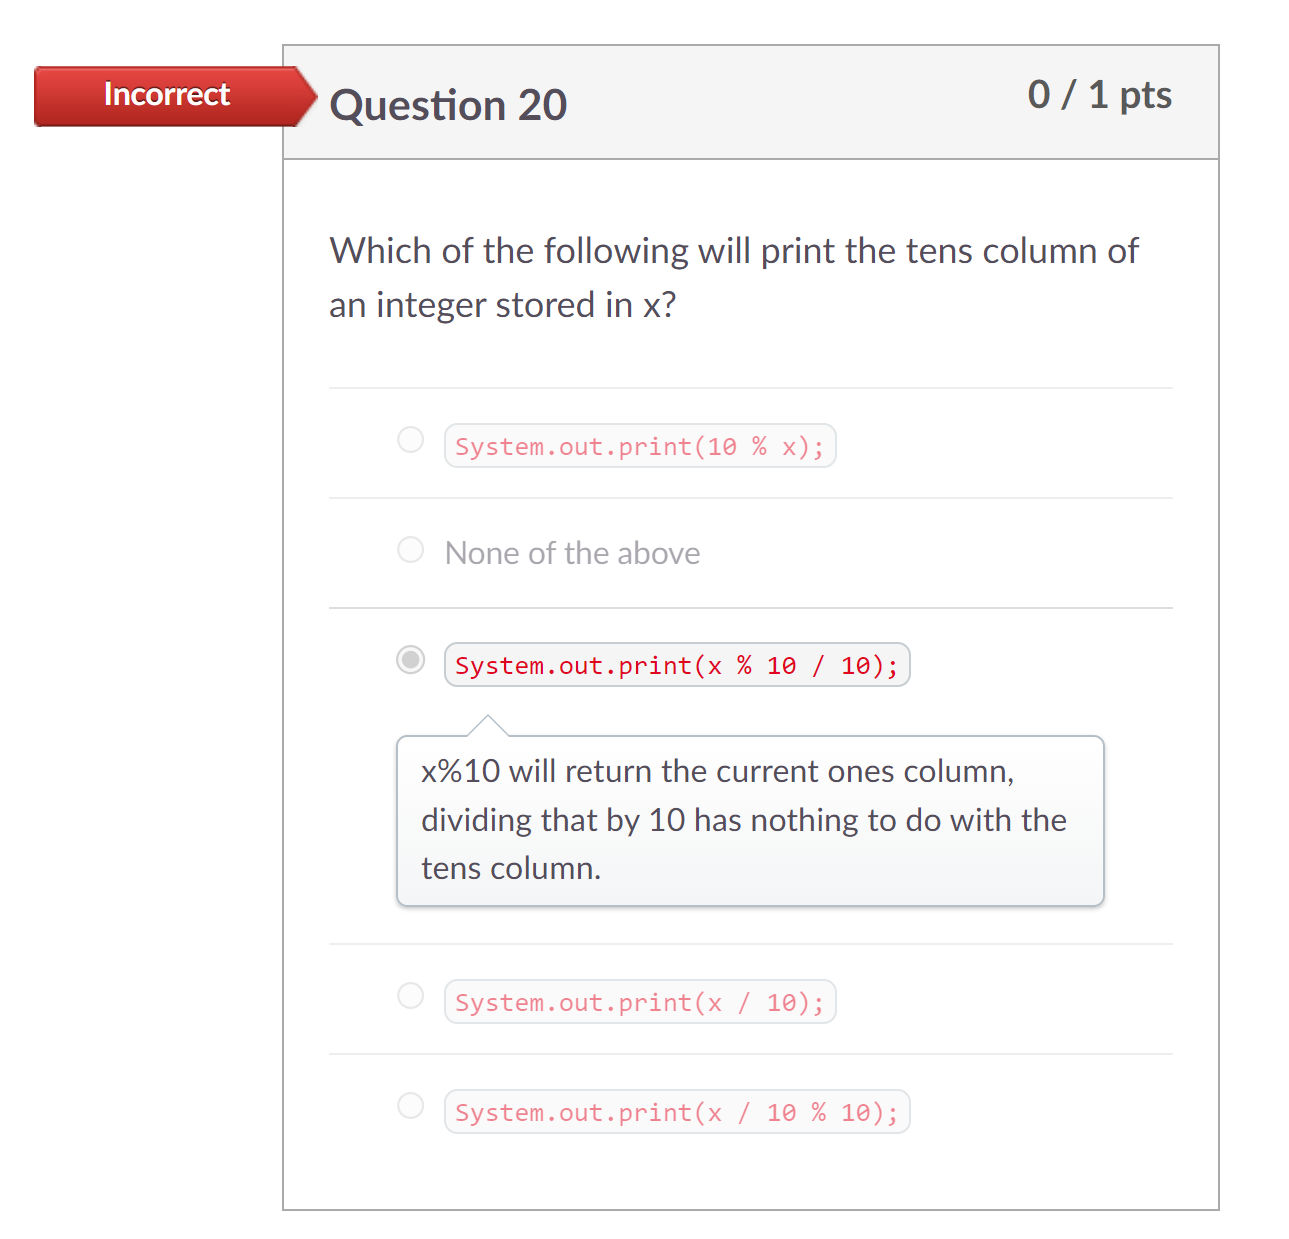 Incorrect
Question 20
0 / 1 pts
Which of the following will print the tens column of
an integer stored in x?
System.out.print(10 % x);
None of the above
System.out.print(x % 10 / 10);
x%10 will return the current ones column,
dividing that by 10 has nothing to do with the
tens column.
System.out.print(x / 10);
System.out.print(x / 10 % 10);